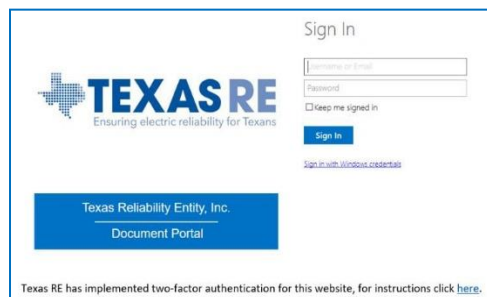 Sign In
TEXAS RE
Ensuring electric reliability for Texans
Username or Email
Password
Keep me signed in
Sign In
Sign in with Windows credentials
Texas Reliability Entity, Inc.
Document Portal
Texas RE has implemented two-factor authentication for this website, for instructions click here.